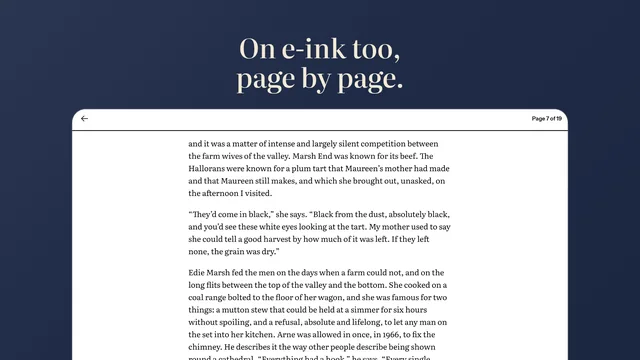 On e-ink too,
page by page.
Page 7 of 19
and it was a matter of intense and largely silent competition between
the farm wives of the valley. Marsh End was known for its beef. The
Hallorans were known for a plum tart that Maureen’s mother had made
and that Maureen still makes, and which she brought out, unasked, on
the afternoon I visited.
“They’d come in black,” she says. “Black from the dust, absolutely black,
and you’d see these white eyes looking at the tart. My mother used to say
she could tell a good harvest by how much of it was left. If they left
none, the grain was dry.”
Edie Marsh fed the men on the days when a farm could not, and on the
long flits between the top of the valley and the bottom. She cooked on a
coal range bolted to the floor of her wagon, and she was famous for two
things: a mutton stew that could be held at a simmer for six hours
without spoiling, and a refusal, absolute and lifelong, to let any man on
the set into her kitchen. Arne was allowed in once, in 1966, to fix the
chimney. He describes it the way other people describe being shown
round a cathedral. “Everything had a hook,” he says. “Every single